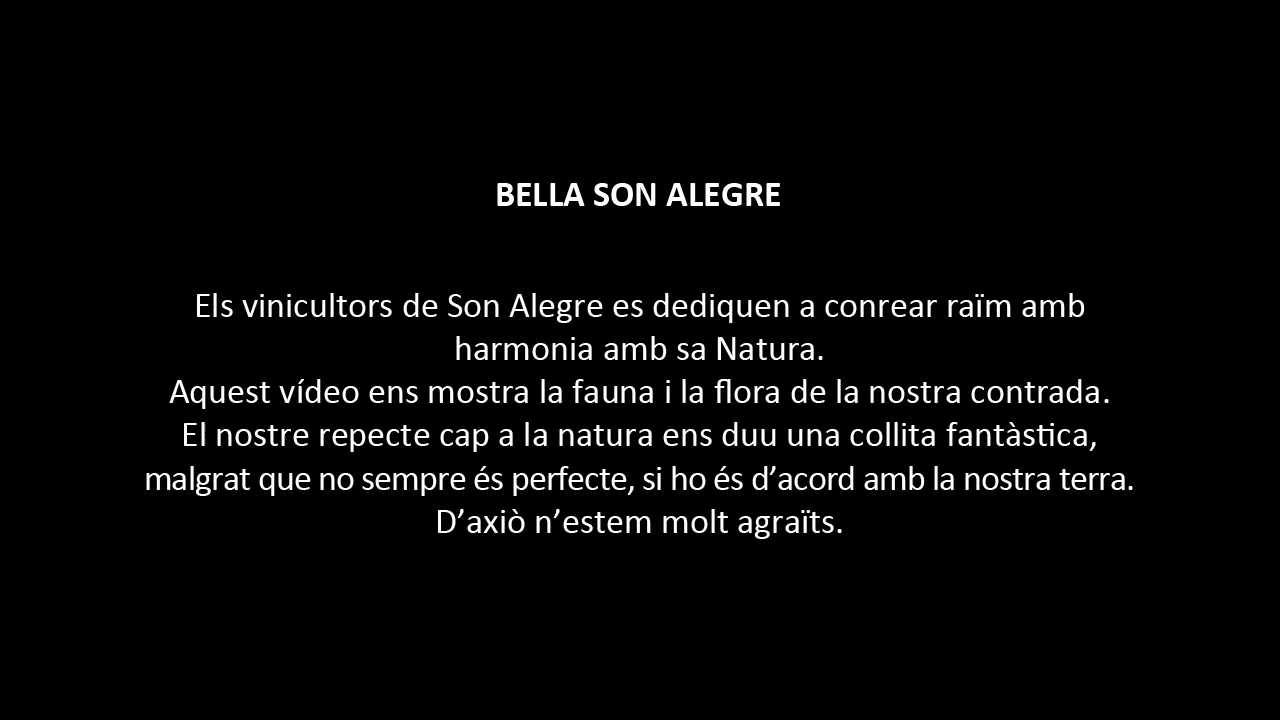 BELLA SON ALEGRE
Els vinicultors de Son Alegre es dediquen a conrear raïm amb
harmonia amb sa Natura.
Aquest vídeo ens mostra la fauna i la flora de la nostra contrada.
El nostre repecte cap a la natura ens duu una collita fantàstica,
malgrat que no sempre és perfecte, si ho és d’acord amb la nostra terra.
D’axiò n’estem molt agraïts.